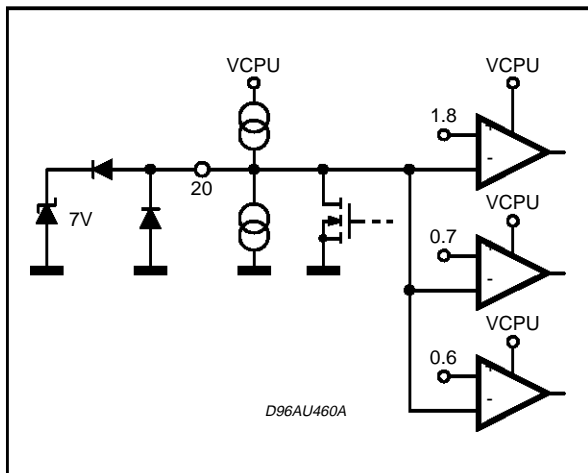 VCPU
VCPU
1.8
+
-
20
7V
VCPU
0.7
+
-
VCPU
0.6
+
-
D96AU460A